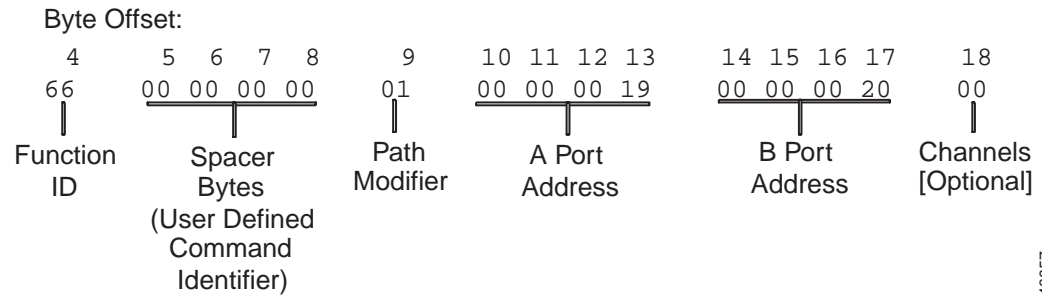 Byte Offset:
4 5 6 7 8 9 10 11 12 13 14 15 16 17 18
66 00 00 00 00 01 00 00 00 19 00 00 00 20 00
Function
ID
Spacer
Bytes
(User Defined
Command
Identifier)
Path
Modifier
A Port
Address
B Port
Address
Channels
[Optional]